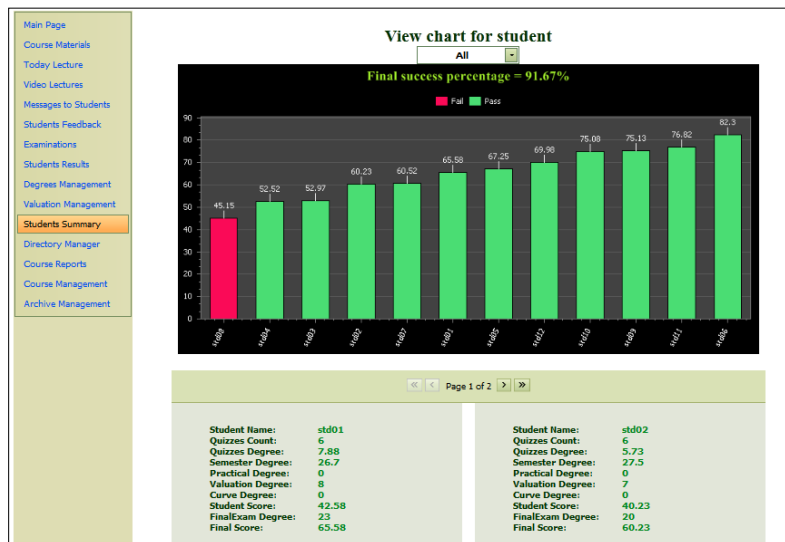 Main Page
Course Materials
Today Lecture
Video Lectures
Messages to Students
Students Feedback
Examinations
Students Results
Degrees Management
Valuation Management
Students Summary
Directory Manager
Course Reports
Course Management
Archive Management
View chart for student
All
Final success percentage = 91.67%
Fail Pass
90
80
70
60
50
40
30
20
10
0
45.15 52.52 52.97 60.23 60.52 65.58 67.25 69.98 75.08 75.13 76.82 82.3
std08 std04 std03 std02 std07 std01 std05 std12 std10 std09 std11 std06
Page 1 of 2
Student Name: std01
Quizzes Count: 6
Quizzes Degree: 7.88
Semester Degree: 26.7
Practical Degree: 0
Valuation Degree: 8
Curve Degree: 0
Student Score: 42.58
FinalExam Degree: 23
Final Score: 65.58
Student Name: std02
Quizzes Count: 6
Quizzes Degree: 5.73
Semester Degree: 27.5
Practical Degree: 0
Valuation Degree: 7
Curve Degree: 0
Student Score: 40.23
FinalExam Degree: 20
Final Score: 60.23